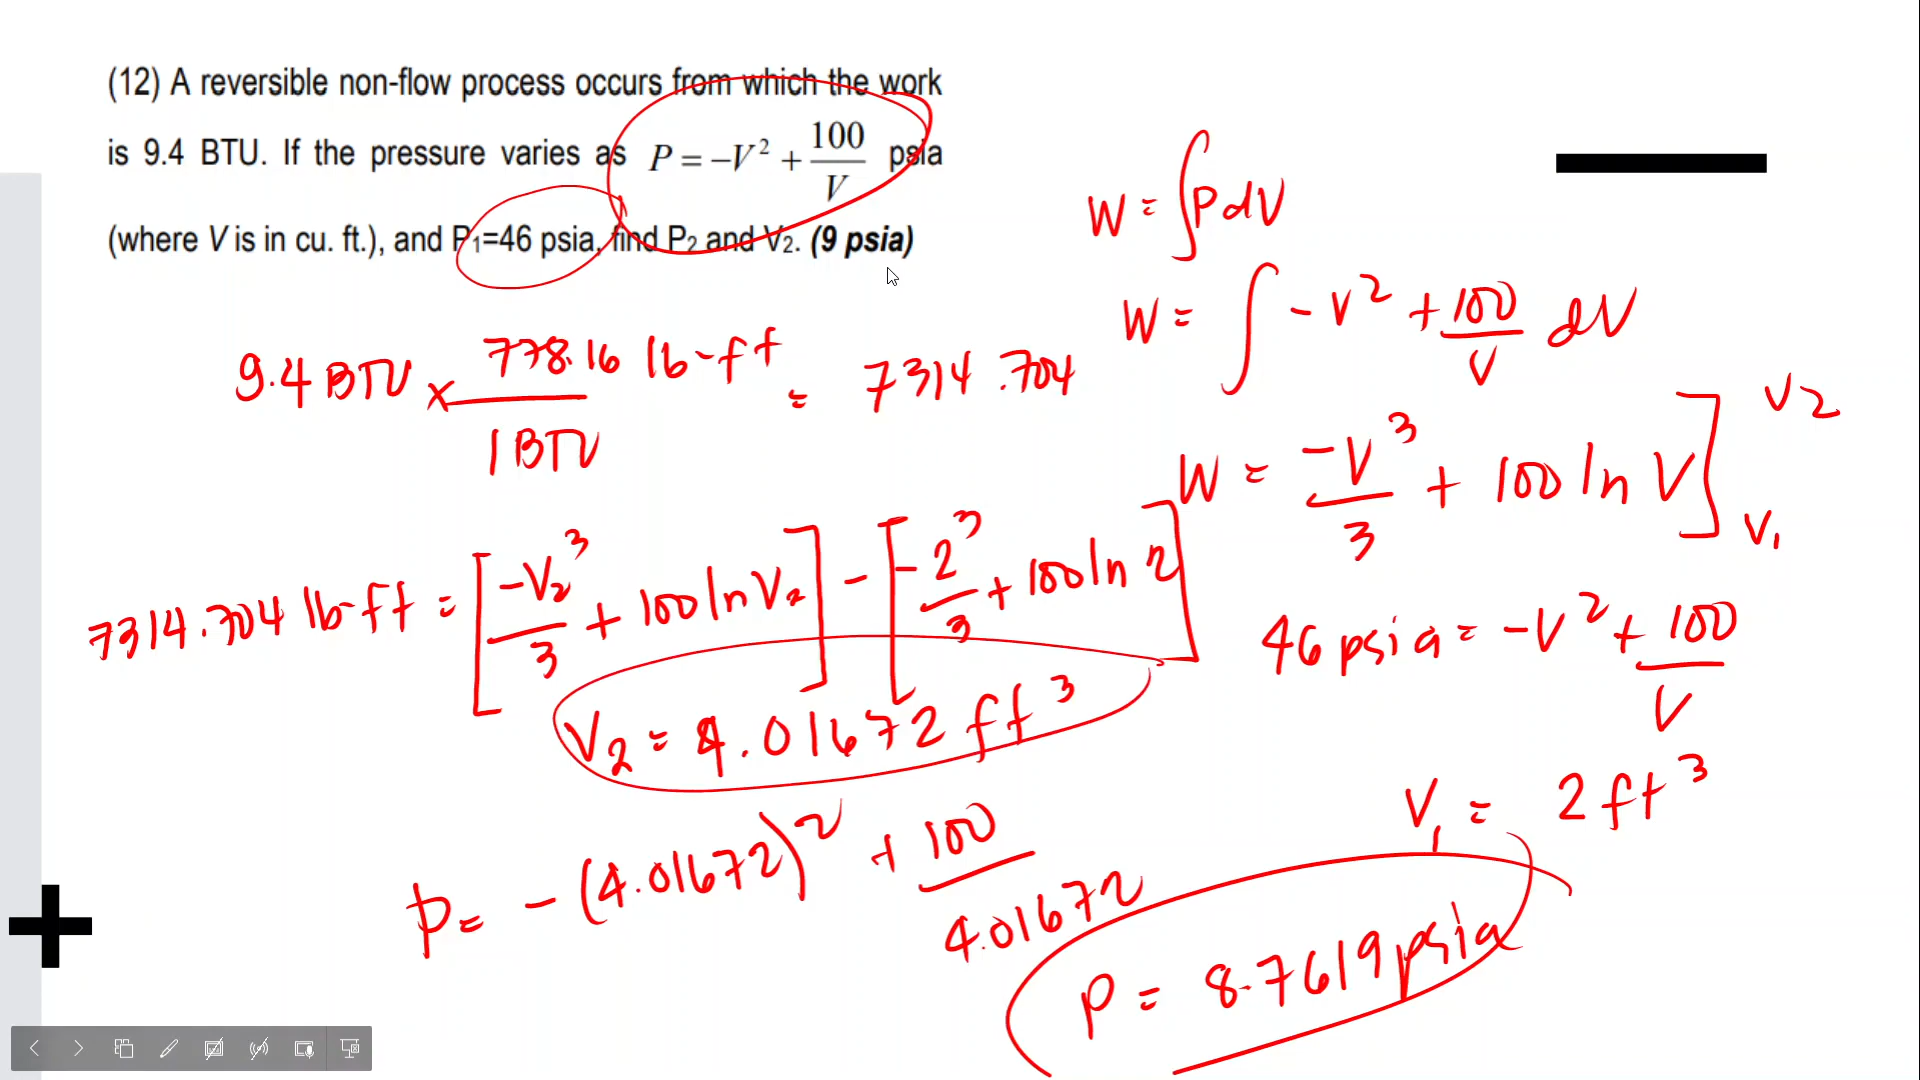 (12) A reversible non-flow process occurs from which the work
is 9.4 BTU. If the pressure varies as P = -V² + 100/V psia
(where V is in cu. ft.), and P₁=46 psia, find P₂ and V₂. (9 psia)
W = ∫PdV
W = ∫ -V² + 100/V dV
W = -V³/3 + 100 ln V]V₂ V₁
9.4 BTU x 778.16 lb-ft / 1 BTU = 7314.704
7314.704 lb-ft = [-V₂³/3 + 100 ln V₂] - [-2³/3 + 100 ln 2]
46 psia = -V² + 100/V
V₁ = 2 ft³
V₂ = 4.01672 ft³
p = -(4.01672)² + 100/4.01672
P = 8.7619 psia